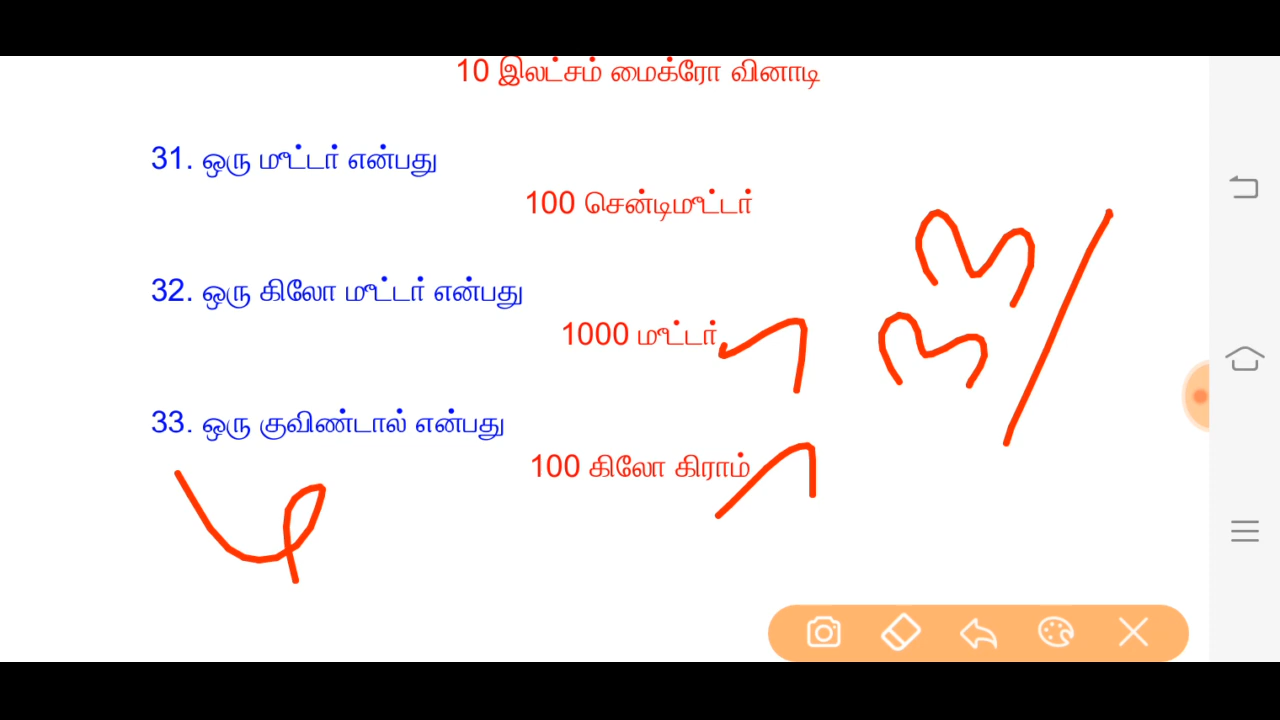 10 இலட்சம் மைக்ரோ வினாடி
31. ஒரு மீட்டர் என்பது
100 சென்டிமீட்டர்
32. ஒரு கிலோ மீட்டர் என்பது
1000 மீட்டர்
33. ஒரு குவிண்டால் என்பது
100 கிலோ கிராம்